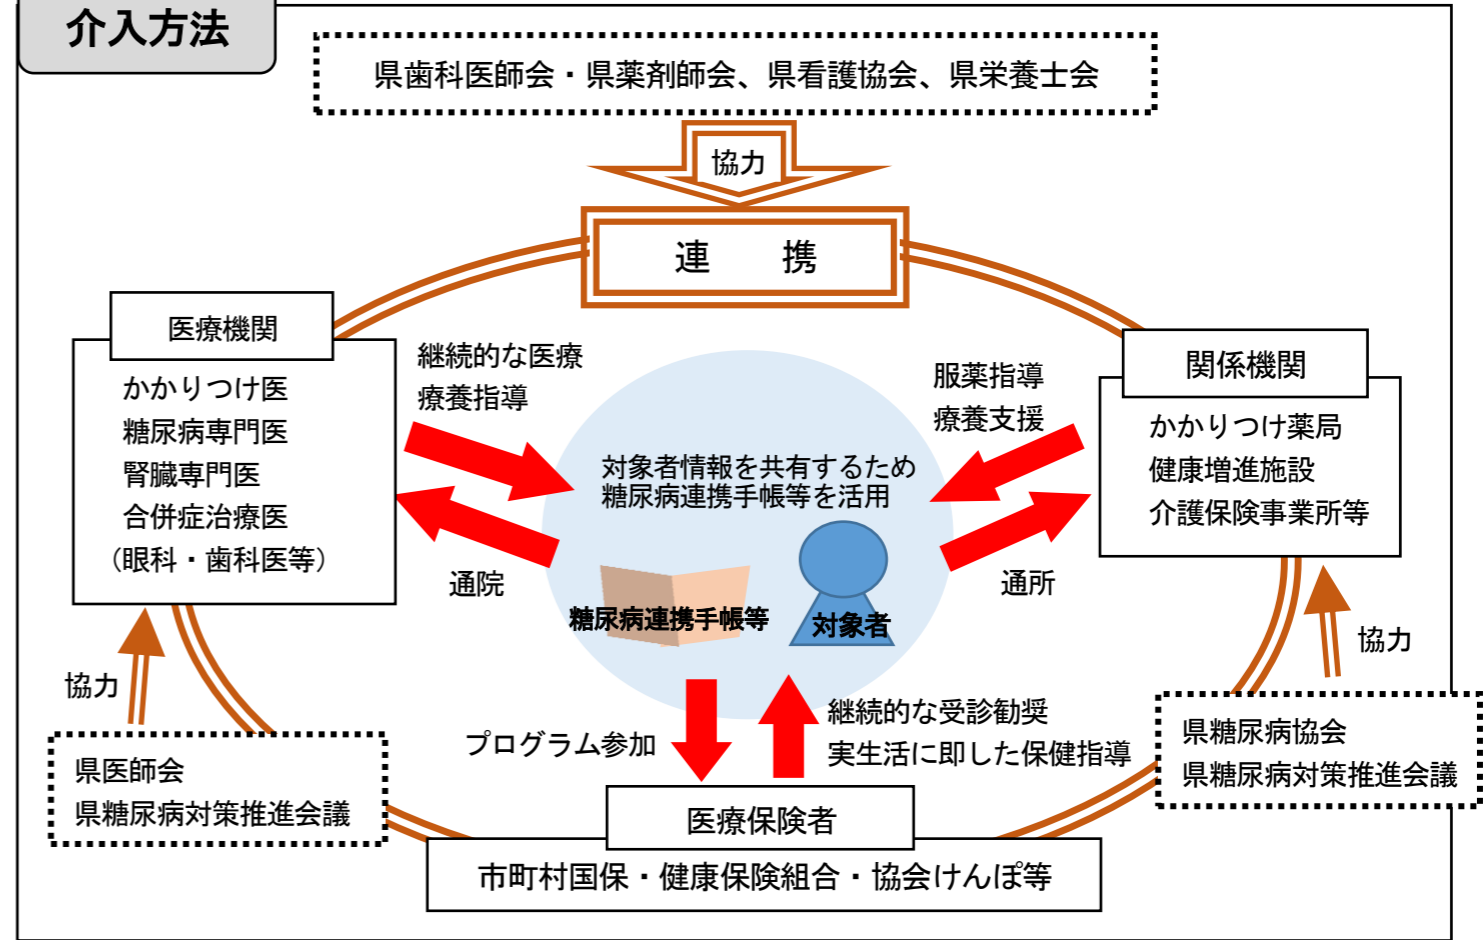 介入方法
県歯科医師会・県薬剤師会、県看護協会、県栄養士会
協力
連　携
医療機関
かかりつけ医
糖尿病専門医
腎臓専門医
合併症治療医
（眼科・歯科医等）
継続的な医療
療養指導
通院
対象者情報を共有するため
糖尿病連携手帳等を活用
糖尿病連携手帳等
対象者
服薬指導
療養支援
通所
関係機関
かかりつけ薬局
健康増進施設
介護保険事業所等
協力
県医師会
県糖尿病対策推進会議
プログラム参加
継続的な受診勧奨
実生活に即した保健指導
協力
県糖尿病協会
県糖尿病対策推進会議
医療保険者
市町村国保・健康保険組合・協会けんぽ等